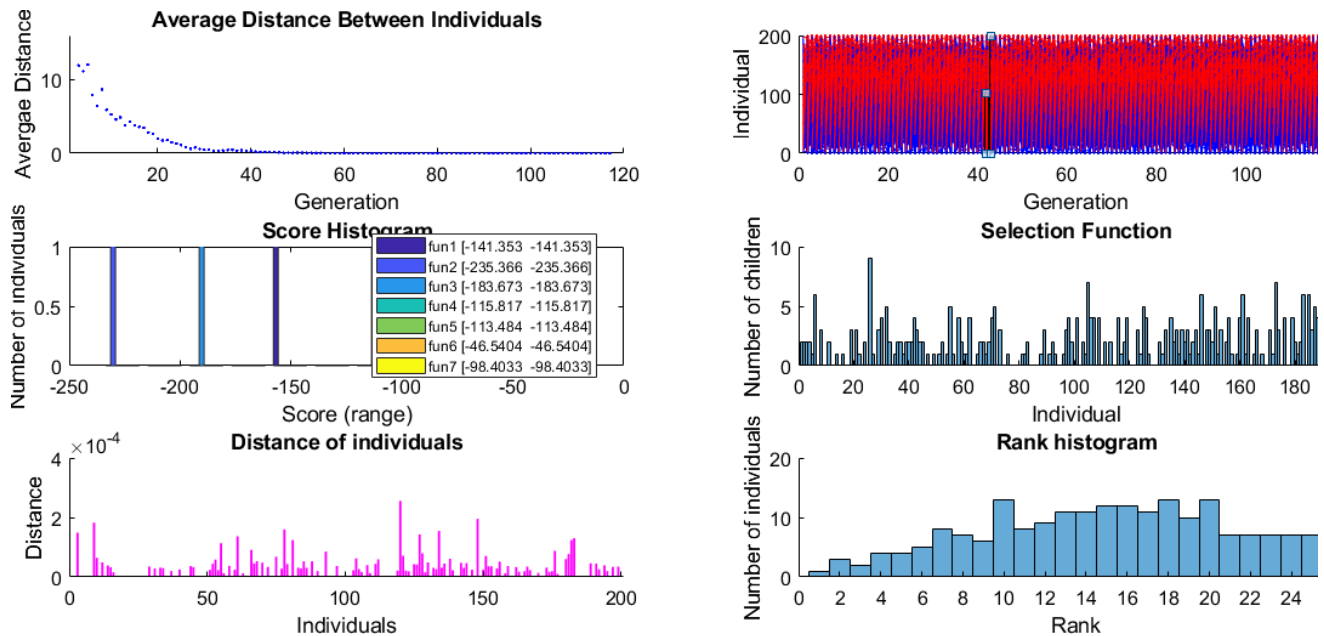 Average Distance Between Individuals
Avergae Distance
10
0
20 40 60 80 100 120
Generation
Individual
200
100
0
0 20 40 60 80 100
Generation
Score Histogram
Number of individuals
1
0.5
0
fun1 [-141.353 -141.353]
fun2 [-235.366 -235.366]
fun3 [-183.673 -183.673]
fun4 [-115.817 -115.817]
fun5 [-113.484 -113.484]
fun6 [-46.5404 -46.5404]
fun7 [-98.4033 -98.4033]
-250 -200 -150 -100 -50 0
Score (range)
Selection Function
Number of children
10
5
0
0 20 40 60 80 100 120 140 160 180
Individual
Distance of individuals
×10-4
Distance
4
2
0
0 50 100 150 200
Individuals
Rank histogram
Number of individuals
20
10
0
0 2 4 6 8 10 12 14 16 18 20 22 24
Rank